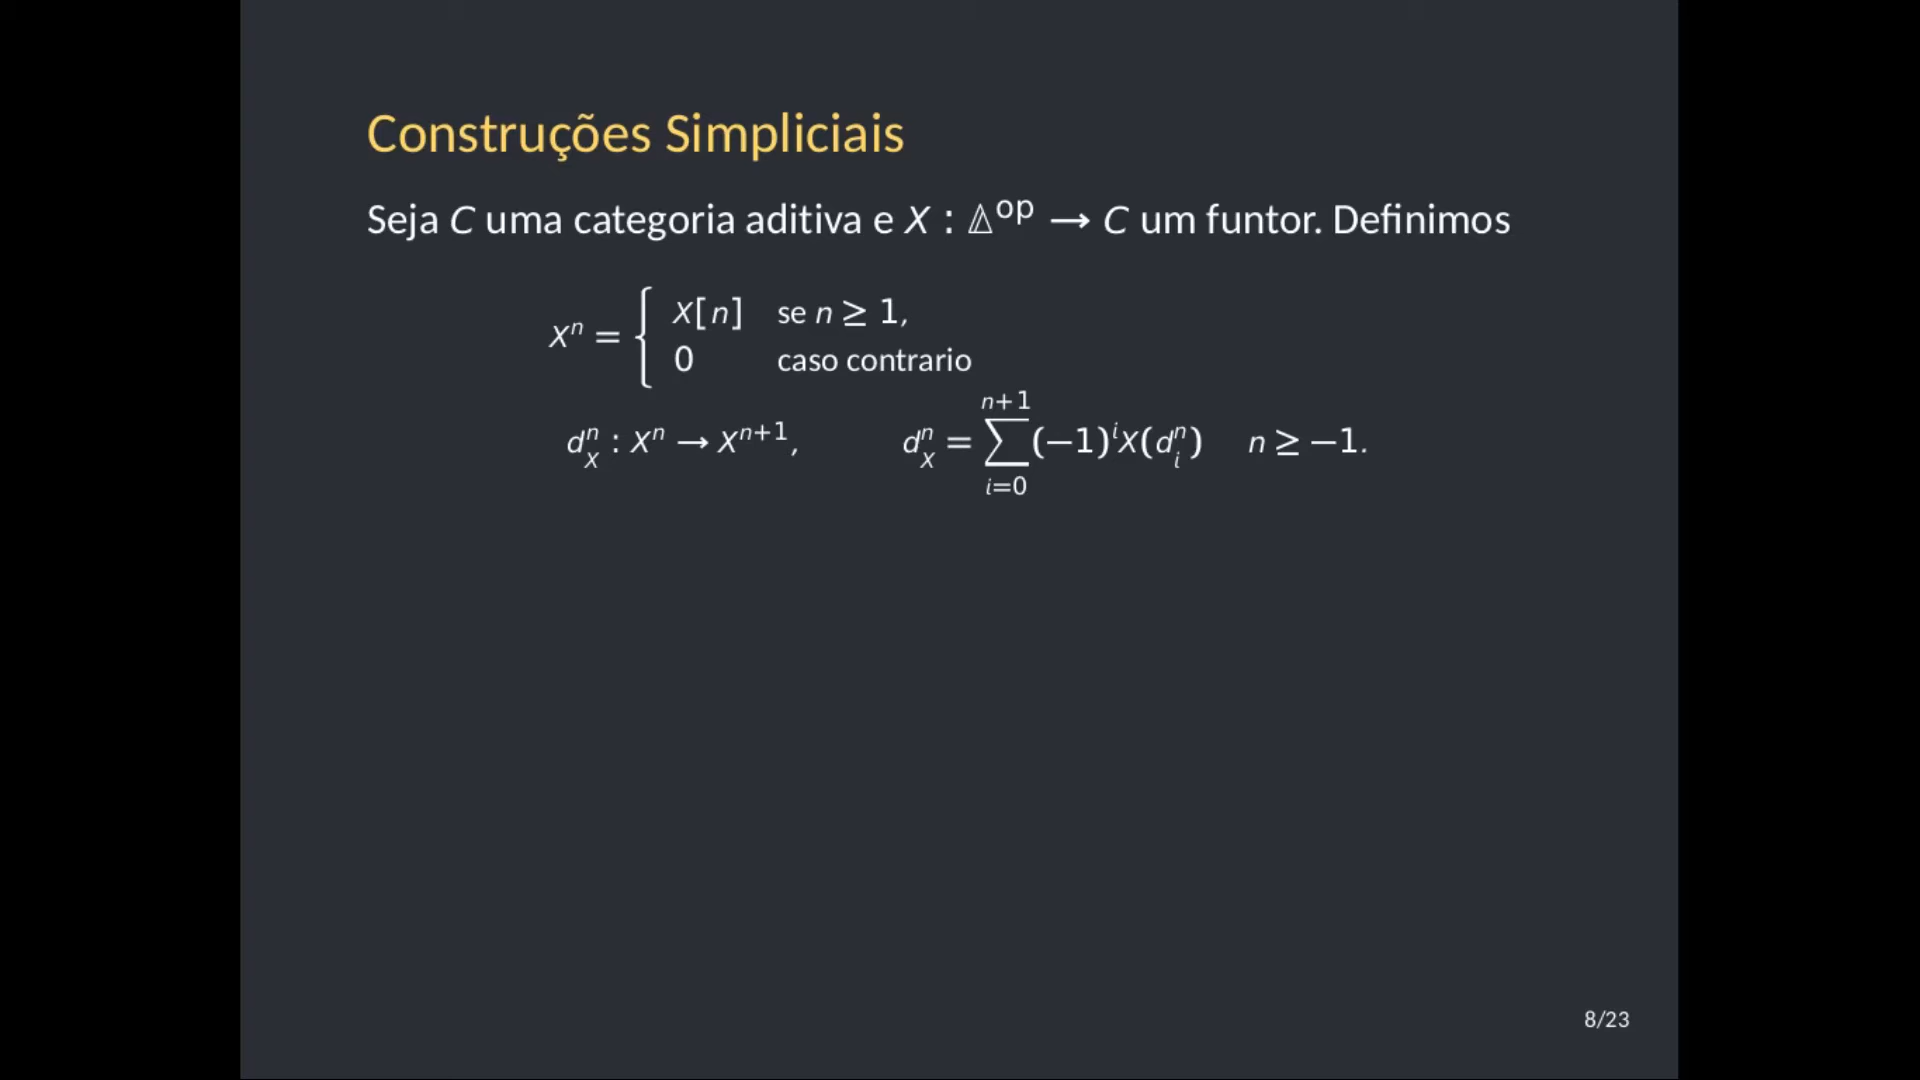 Construções Simpliciais
Seja C uma categoria aditiva e X : 𝚫^op → C um funtor. Definimos
X^n = { X[n] se n ≥ 1,
0 caso contrario
d_X^n : X^n → X^{n+1}, d_X^n = ∑_{i=0}^{n+1} (−1)^i X(d_i^n) n ≥ −1.
8/23